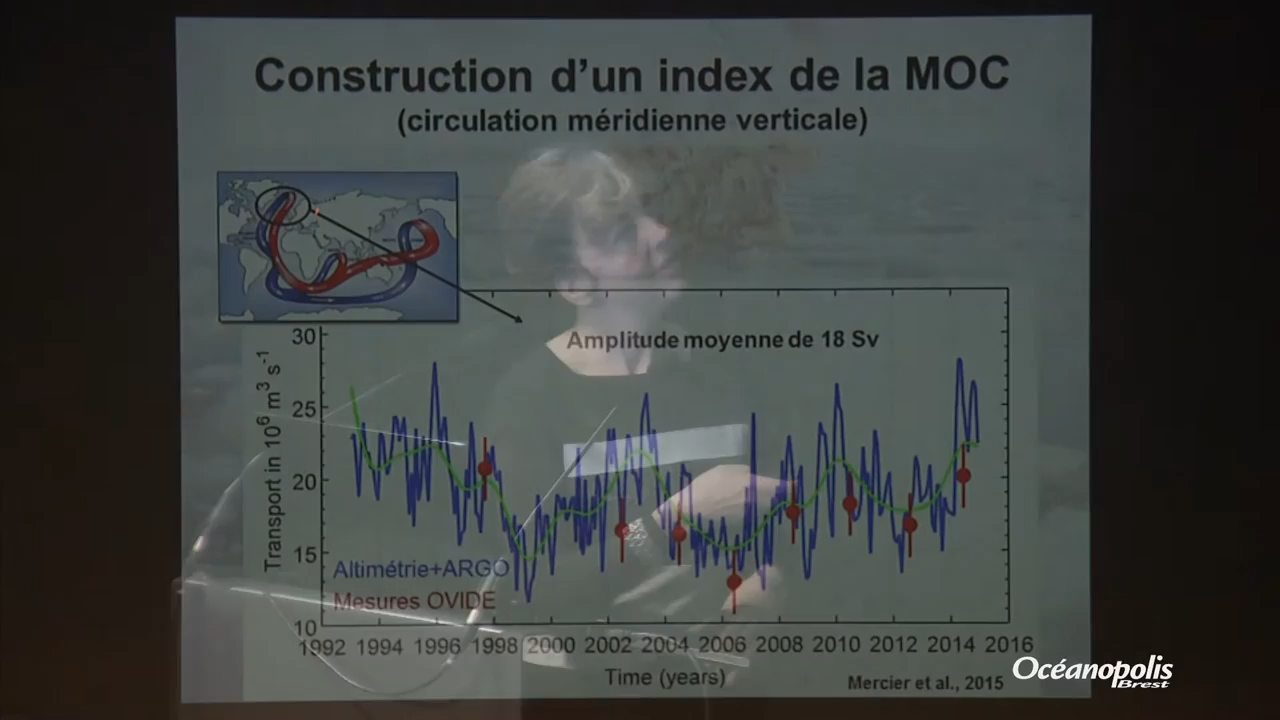 Construction d'un index de la MOC
(circulation méridienne verticale)
Amplitude moyenne de 18 Sv
Transport in 10⁶ m³ s⁻¹
30
25
20
15
10
Altimétrie+ARGO
Mesures OVIDE
1992 1994 1996 1998 2000 2002 2004 2006 2008 2010 2012 2014 2016
Time (years)
Mercier et al., 2015
Océanopolis
Brest